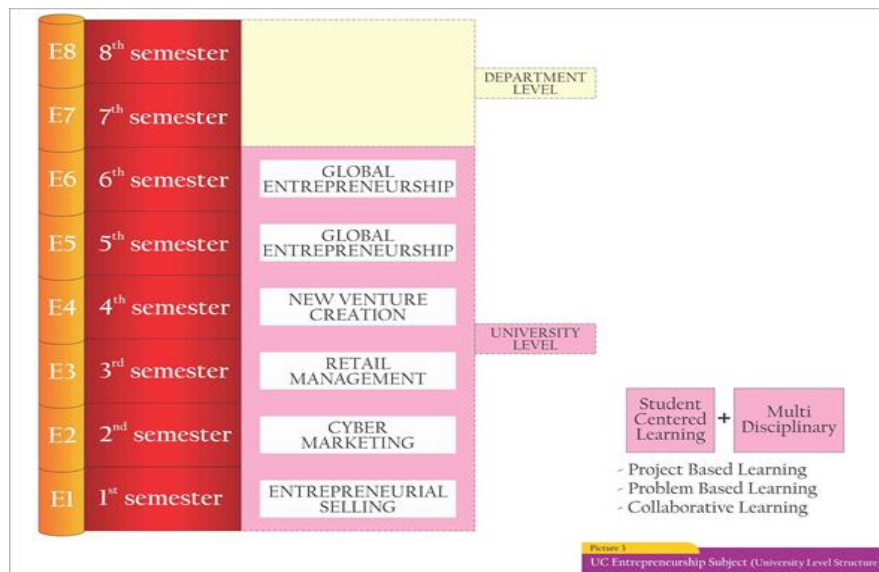 E8 8th semester
E7 7th semester
DEPARTMENT
LEVEL
E6 6th semester
GLOBAL
ENTREPRENEURSHIP
E5 5th semester
GLOBAL
ENTREPRENEURSHIP
E4 4th semester
NEW VENTURE
CREATION
UNIVERSITY
LEVEL
E3 3rd semester
RETAIL
MANAGEMENT
E2 2nd semester
CYBER
MARKETING
E1 1st semester
ENTREPRENEURIAL
SELLING
Student
Centered
Learning
+
Multi
Disciplinary
- Project Based Learning
- Problem Based Learning
- Collaborative Learning
Picture 3
UC Entrepreneurship Subject (University Level Structure